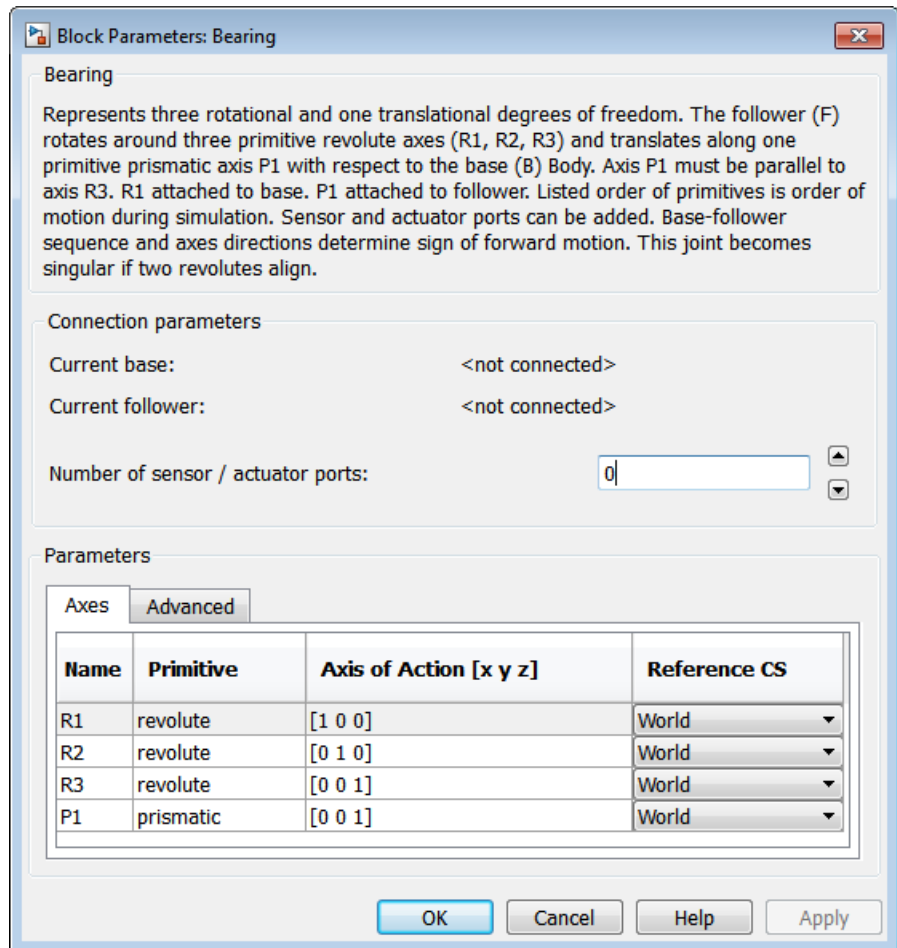 Block Parameters: Bearing
Bearing
Represents three rotational and one translational degrees of freedom. The follower (F)
rotates around three primitive revolute axes (R1, R2, R3) and translates along one
primitive prismatic axis P1 with respect to the base (B) Body. Axis P1 must be parallel to
axis R3. R1 attached to base. P1 attached to follower. Listed order of primitives is order of
motion during simulation. Sensor and actuator ports can be added. Base-follower
sequence and axes directions determine sign of forward motion. This joint becomes
singular if two revolutes align.
Connection parameters
Current base: <not connected>
Current follower: <not connected>
Number of sensor / actuator ports: 0
Parameters
Axes Advanced
Name Primitive Axis of Action [x y z] Reference CS
R1 revolute [1 0 0] World
R2 revolute [0 1 0] World
R3 revolute [0 0 1] World
P1 prismatic [0 0 1] World
OK Cancel Help Apply